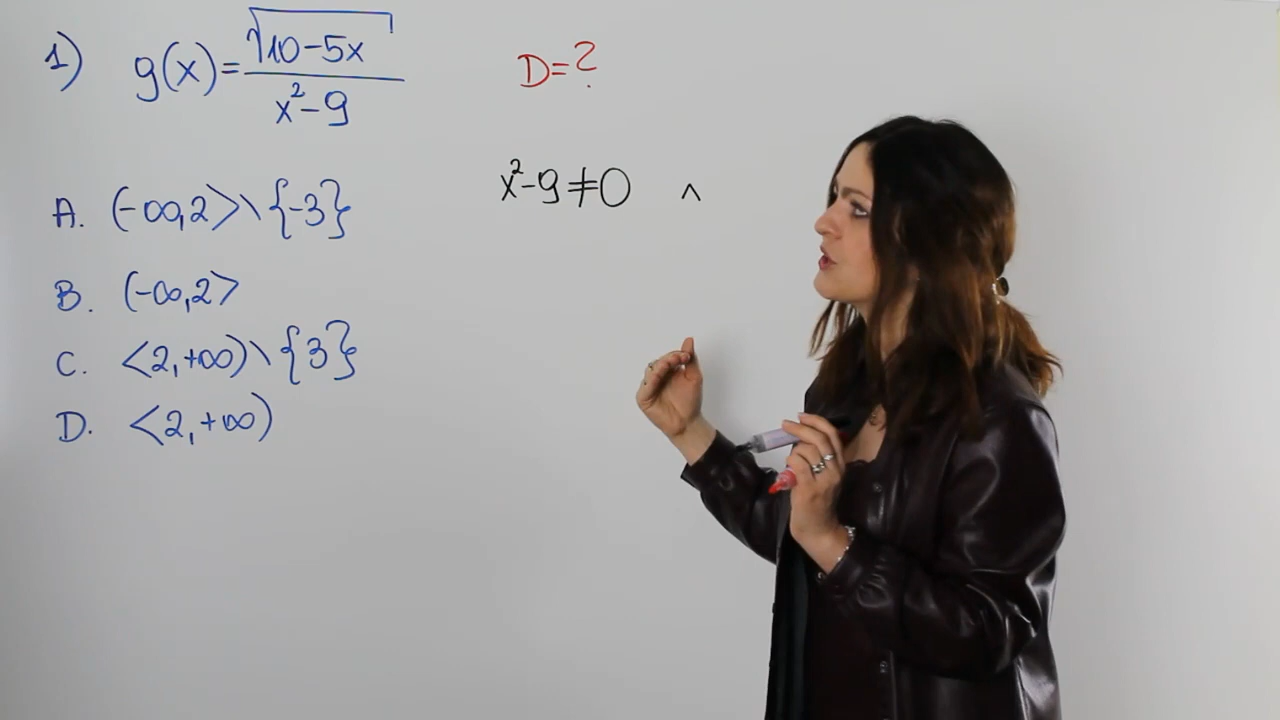 1) g(x)=√(10-5x)/(x²-9)
D=?
x²-9≠0 ∧
A. (-∞,2>\{-3}
B. (-∞,2>
C. <2,+∞)\{3}
D. <2,+∞)